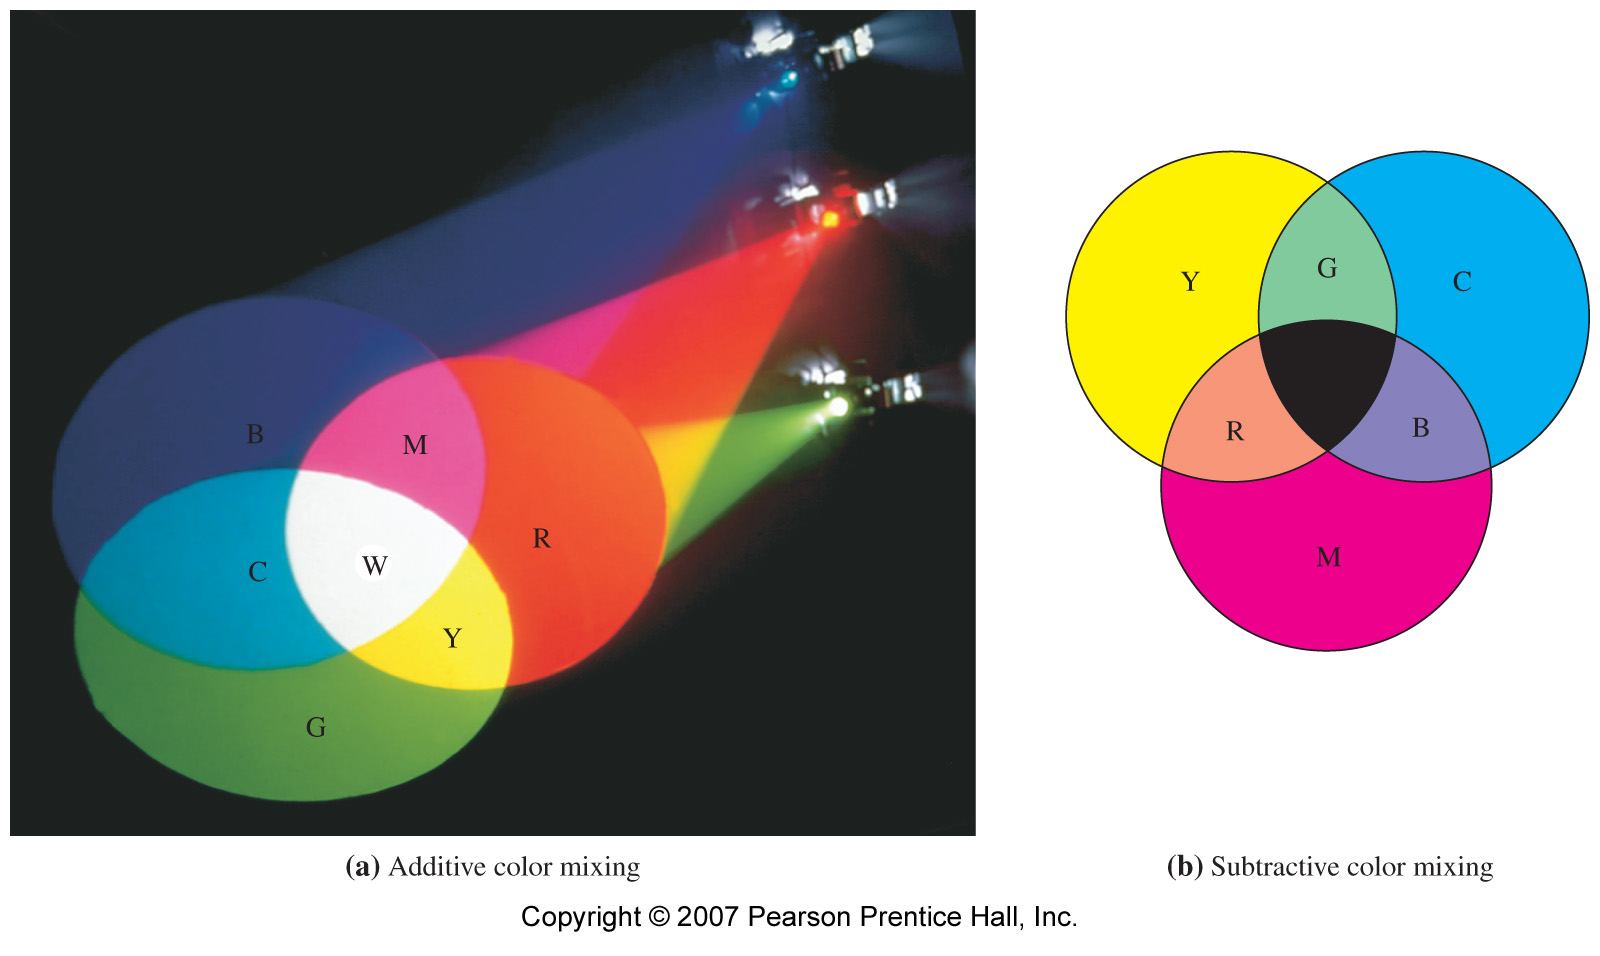 B
M
R
C
W
Y
G
Y
G
C
R
B
M
(a) Additive color mixing
(b) Subtractive color mixing
Copyright © 2007 Pearson Prentice Hall, Inc.